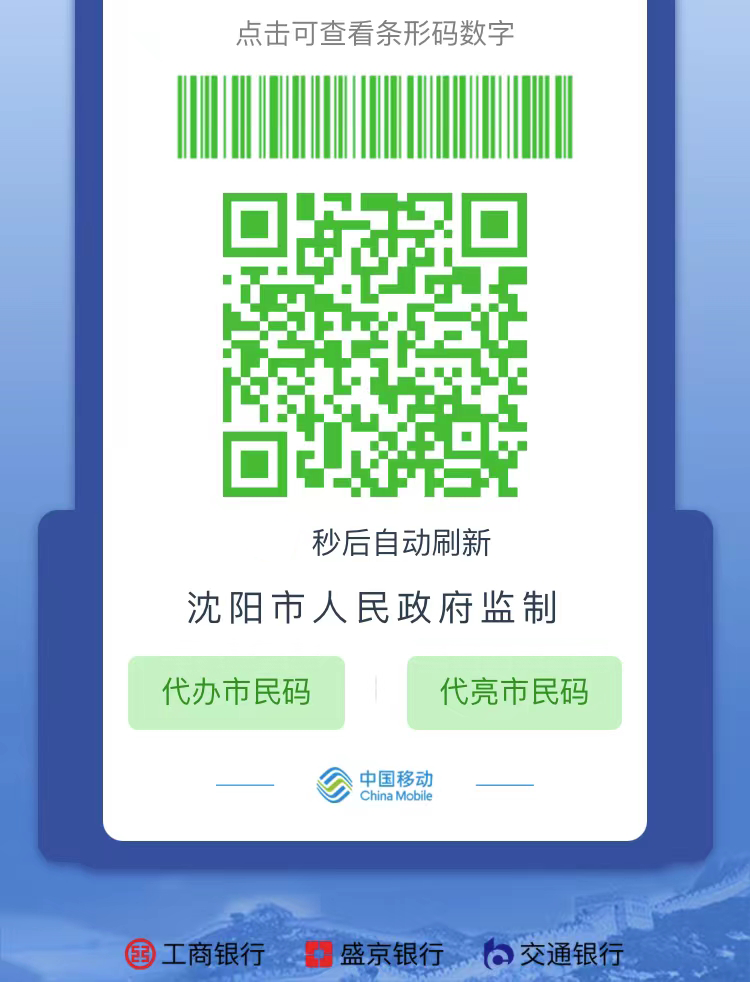 点击可查看条形码数字
秒后自动刷新
沈阳市人民政府监制
代办市民码 代亮市民码
中国移动
China Mobile
工商银行 盛京银行 交通银行